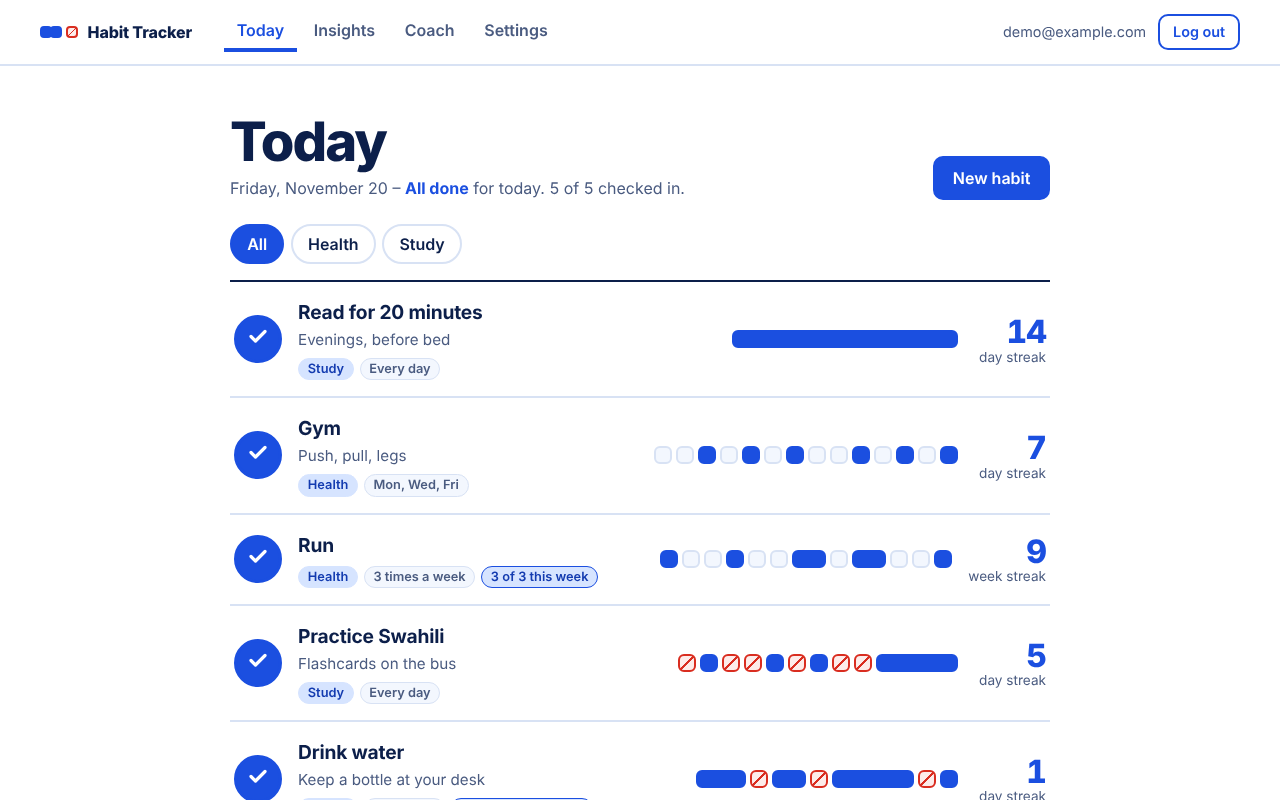 Habit Tracker
Today
Insights
Coach
Settings
demo@example.com
Log out
Today
Friday, November 20 – All done for today. 5 of 5 checked in.
New habit
All
Health
Study
Read for 20 minutes
Evenings, before bed
Study
Every day
14
day streak
Gym
Push, pull, legs
Health
Mon, Wed, Fri
7
day streak
Run
Health
3 times a week
3 of 3 this week
9
week streak
Practice Swahili
Flashcards on the bus
Study
Every day
5
day streak
Drink water
Keep a bottle at your desk
1
day streak